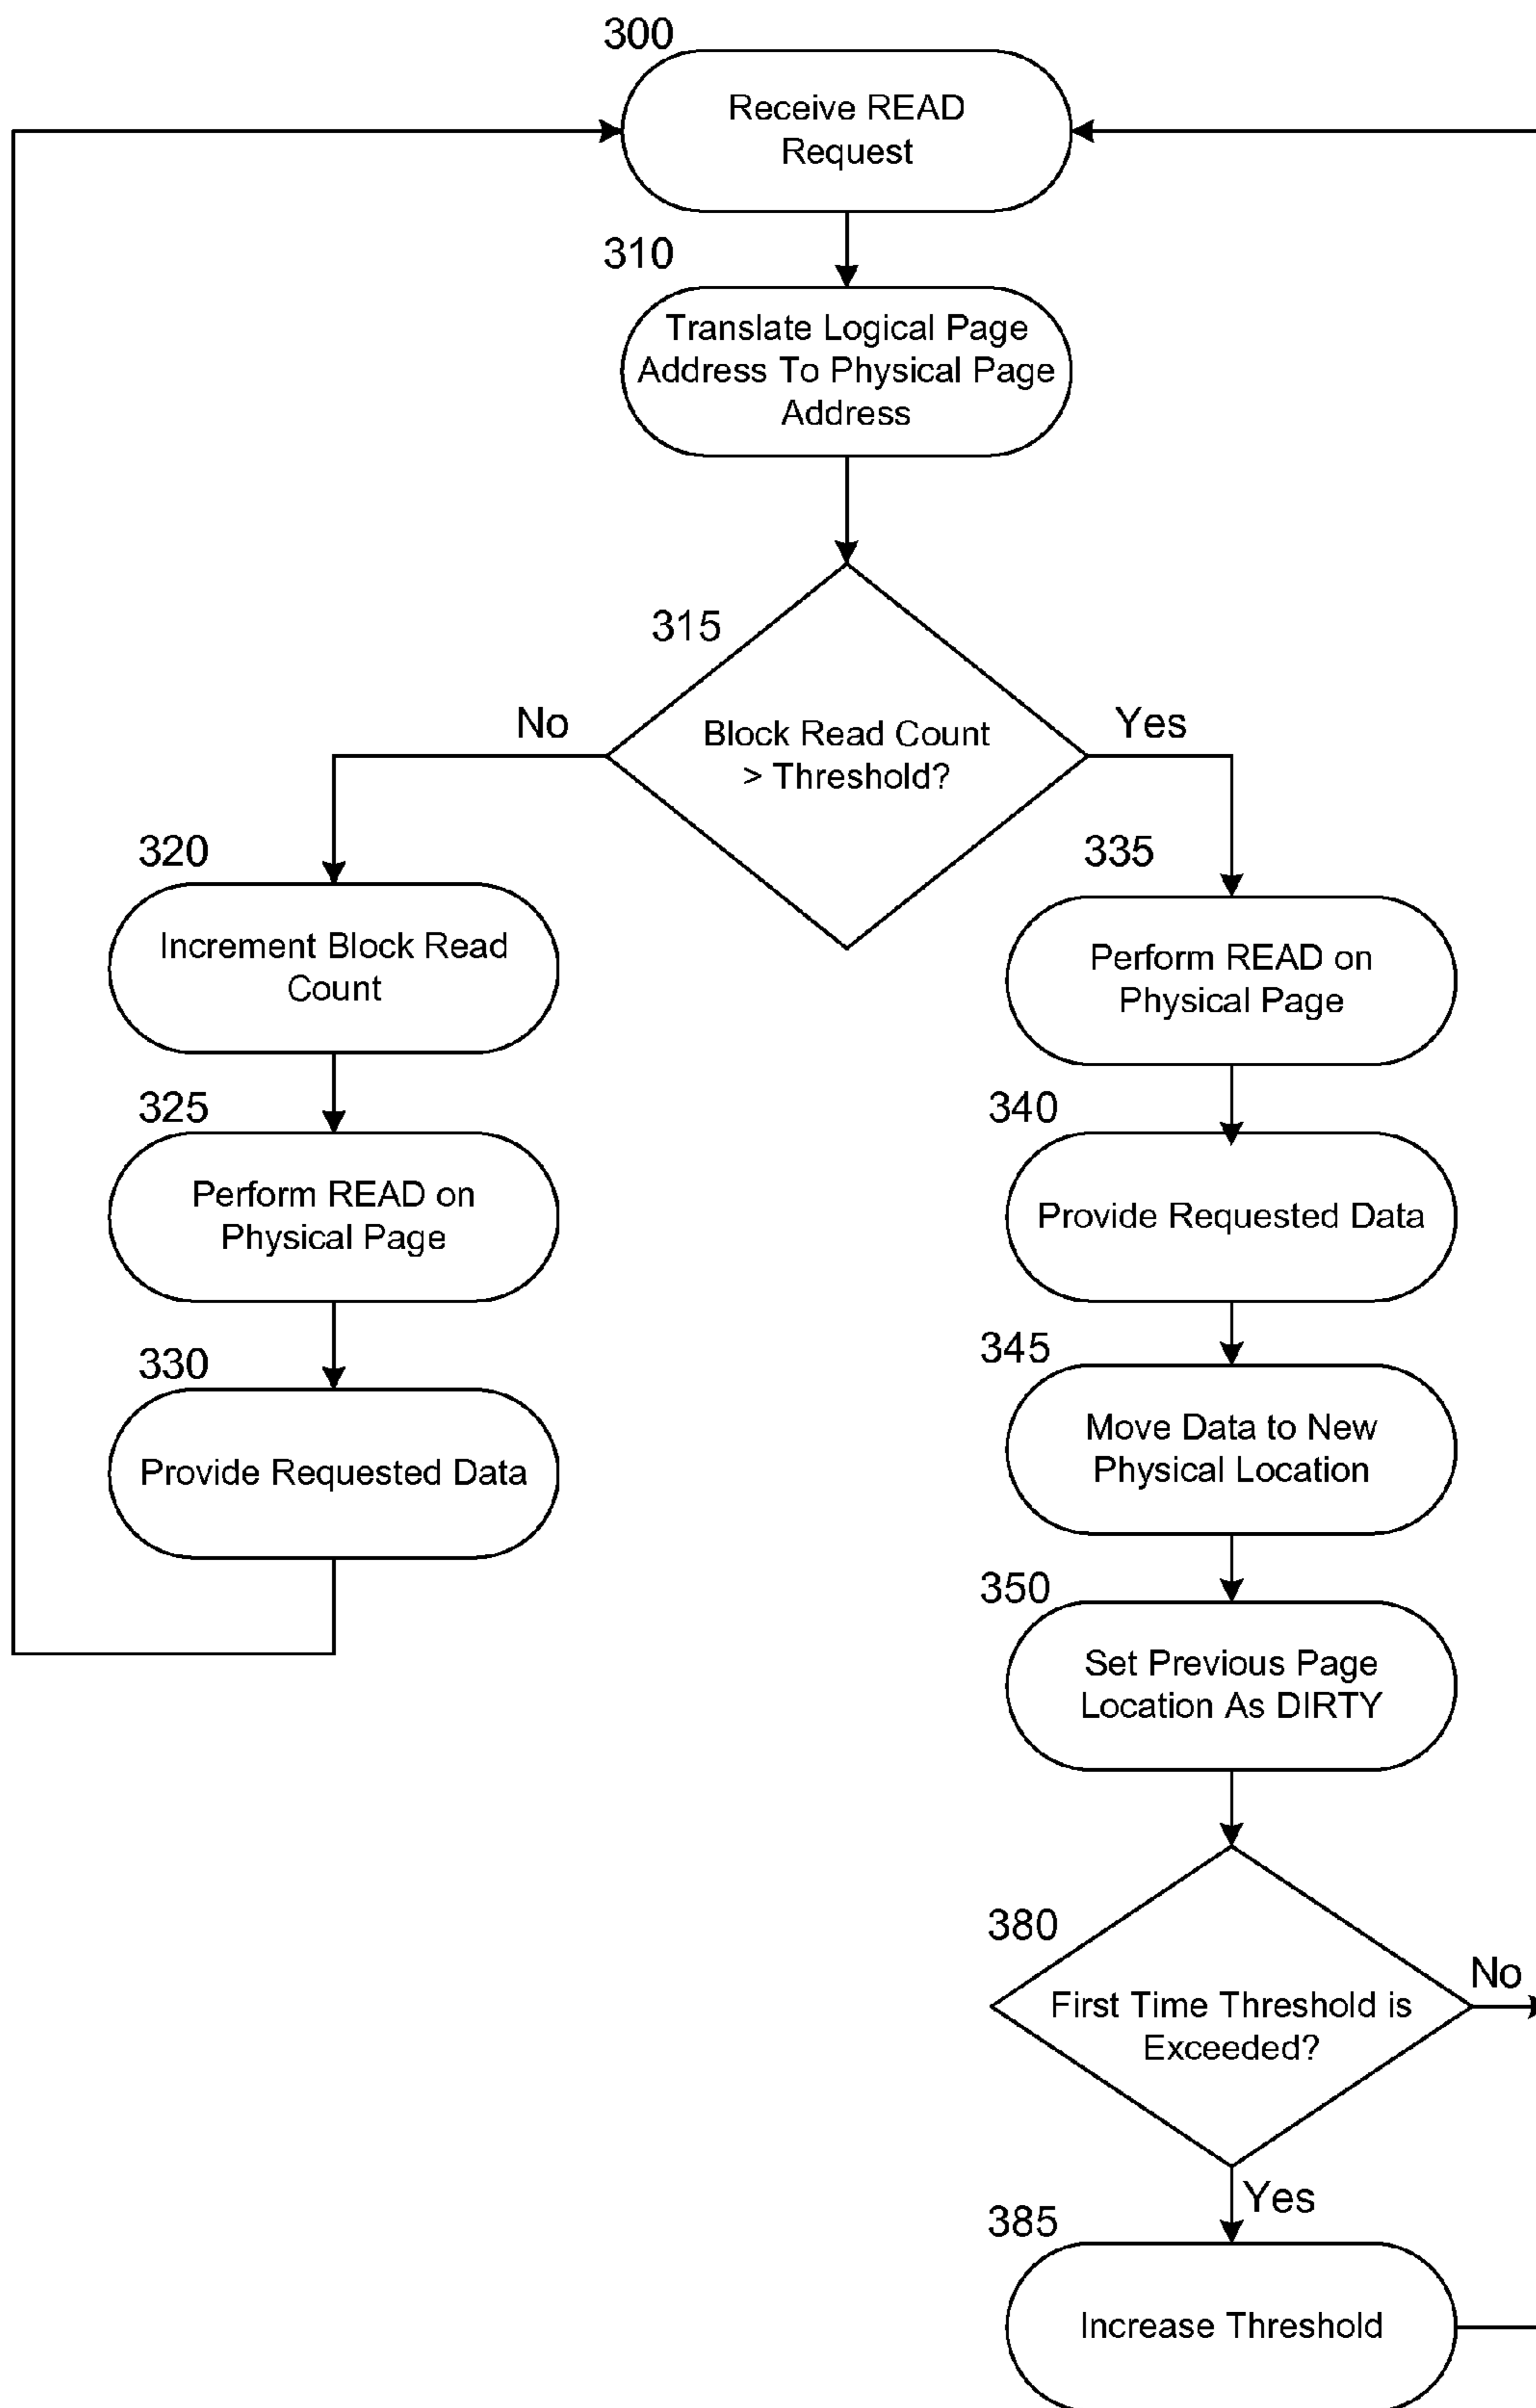 300
Receive READ
Request
310
Translate Logical Page
Address To Physical Page
Address
315
Block Read Count
> Threshold?
No
Yes
320
Increment Block Read
Count
325
Perform READ on
Physical Page
330
Provide Requested Data
335
Perform READ on
Physical Page
340
Provide Requested Data
345
Move Data to New
Physical Location
350
Set Previous Page
Location As DIRTY
380
First Time Threshold is
Exceeded?
No
Yes
385
Increase Threshold